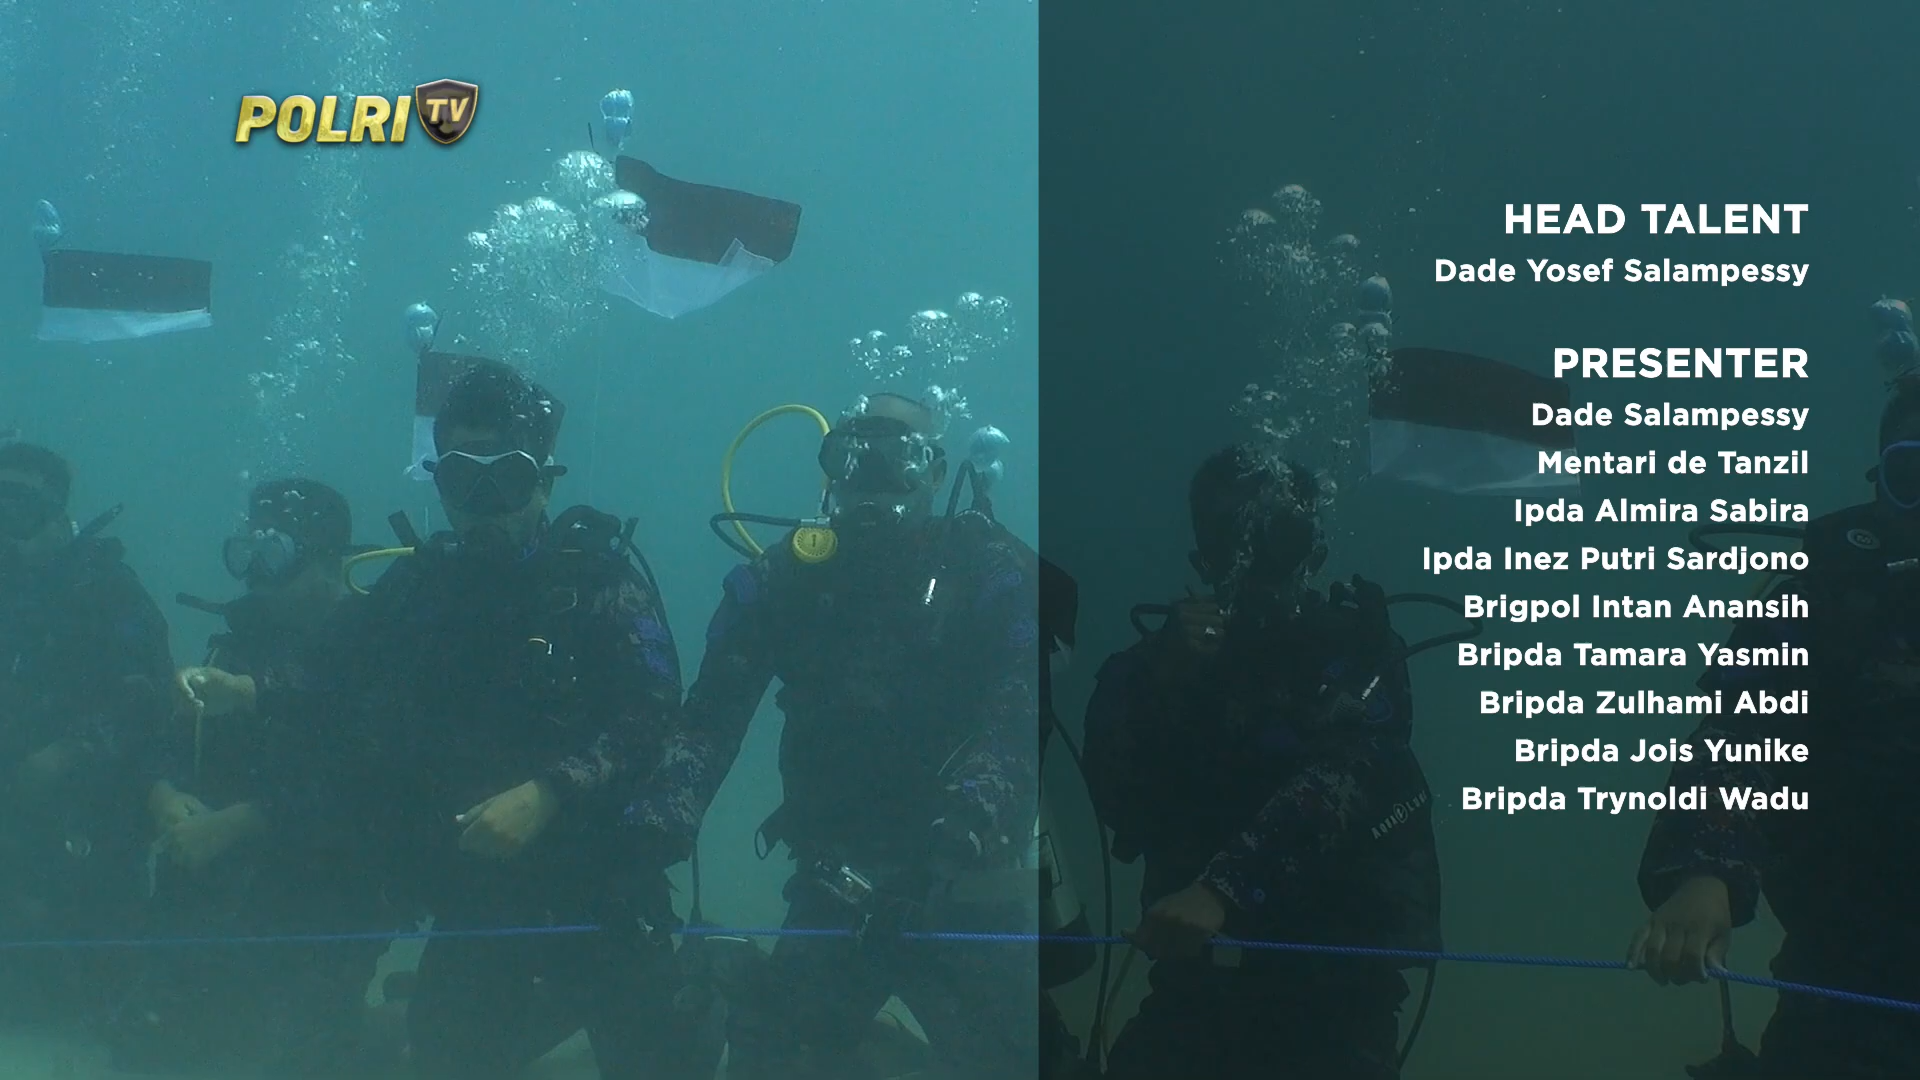 POLRI TV
HEAD TALENT
Dade Yosef Salampessy
PRESENTER
Dade Salampessy
Mentari de Tanzil
Ipda Almira Sabira
Ipda Inez Putri Sardjono
Brigpol Intan Anansih
Bripda Tamara Yasmin
Bripda Zulhami Abdi
Bripda Jois Yunike
Bripda Trynoldi Wadu